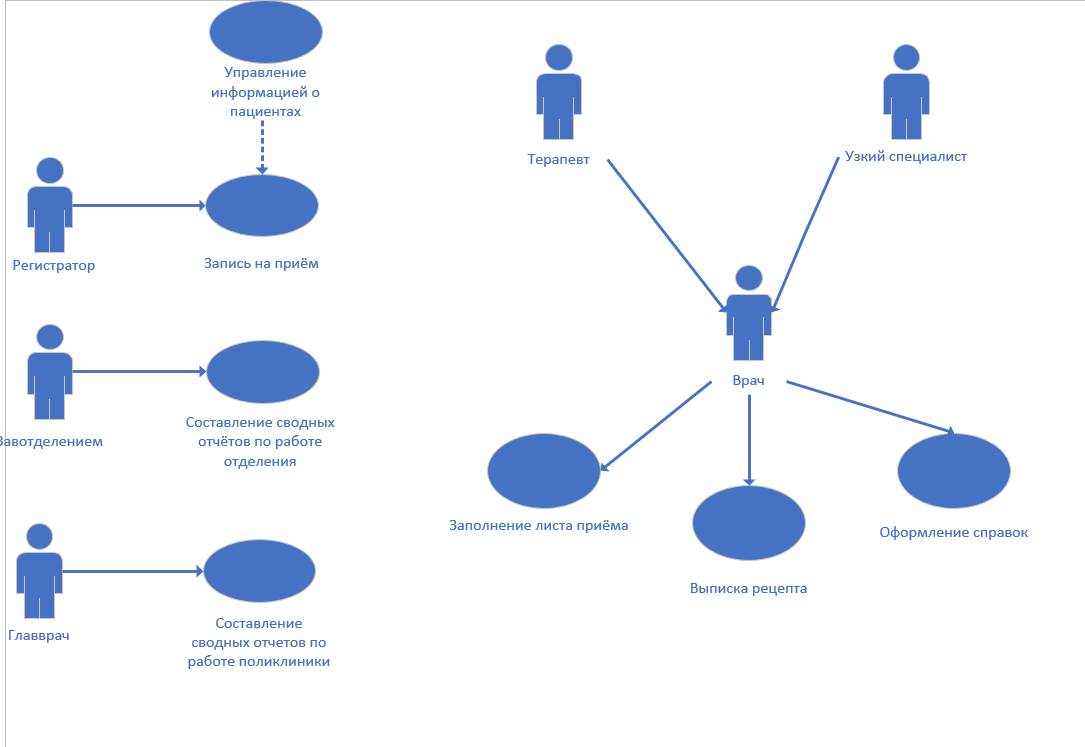 Управление
информацией о
пациентах
Терапевт
Узкий специалист
Регистратор
Запись на приём
Врач
Завотделением
Составление сводных
отчётов по работе
отделения
Заполнение листа приёма
Оформление справок
Выписка рецепта
Главврач
Составление
сводных отчетов по
работе поликлиники